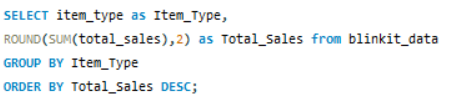 SELECT item_type as Item_Type,
ROUND(SUM(total_sales),2) as Total_Sales from blinkit_data
GROUP BY Item_Type
ORDER BY Total_Sales DESC;